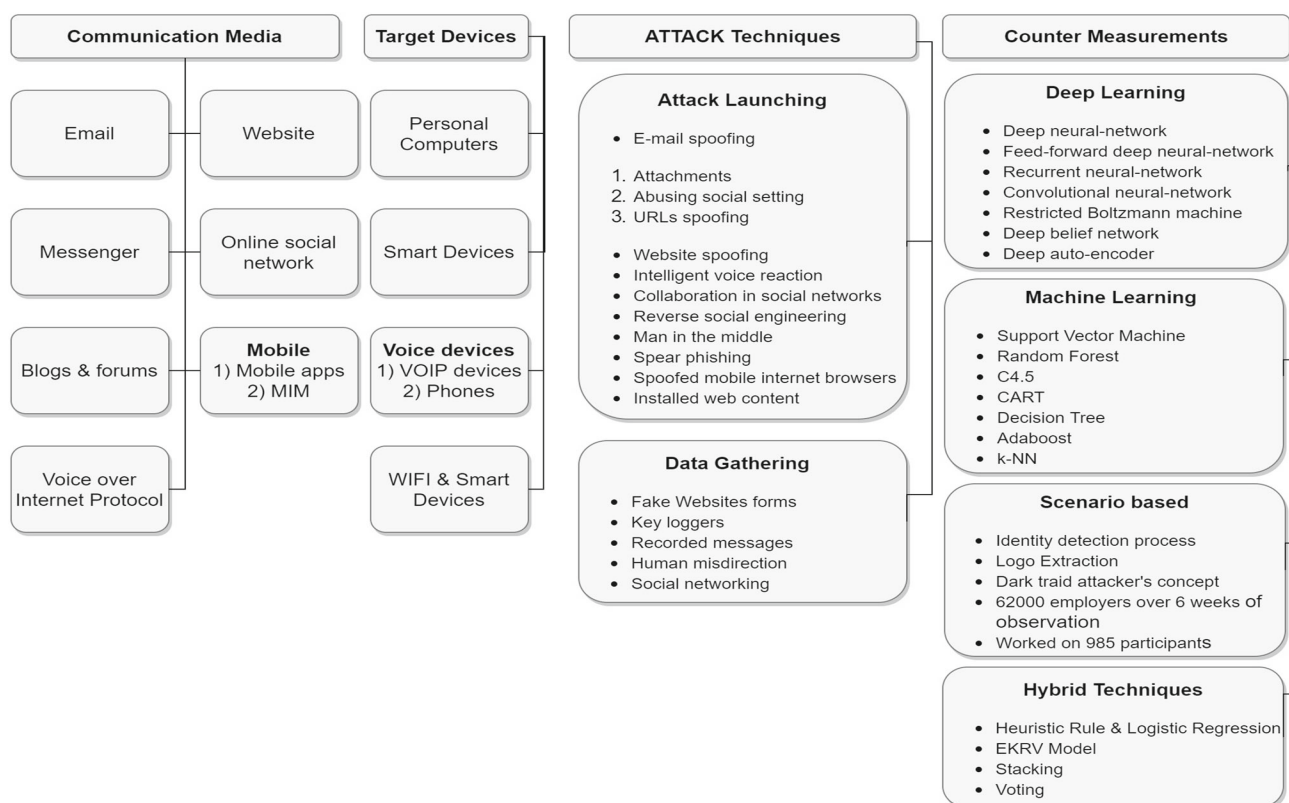 Communication Media
Email
Website
Messenger
Online social
network
Blogs & forums
Mobile
1) Mobile apps
2) MIM
Voice over
Internet Protocol
Target Devices
Personal
Computers
Smart Devices
Voice devices
1) VOIP devices
2) Phones
WIFI & Smart
Devices
ATTACK Techniques
Attack Launching
• E-mail spoofing
1. Attachments
2. Abusing social setting
3. URLs spoofing
• Website spoofing
• Intelligent voice reaction
• Collaboration in social networks
• Reverse social engineering
• Man in the middle
• Spear phishing
• Spoofed mobile internet browsers
• Installed web content
Data Gathering
• Fake Websites forms
• Key loggers
• Recorded messages
• Human misdirection
• Social networking
Counter Measurements
Deep Learning
• Deep neural-network
• Feed-forward deep neural-network
• Recurrent neural-network
• Convolutional neural-network
• Restricted Boltzmann machine
• Deep belief network
• Deep auto-encoder
Machine Learning
• Support Vector Machine
• Random Forest
• C4.5
• CART
• Decision Tree
• Adaboost
• k-NN
Scenario based
• Identity detection process
• Logo Extraction
• Dark traid attacker's concept
• 62000 employers over 6 weeks of
observation
• Worked on 985 participants
Hybrid Techniques
• Heuristic Rule & Logistic Regression
• EKRV Model
• Stacking
• Voting